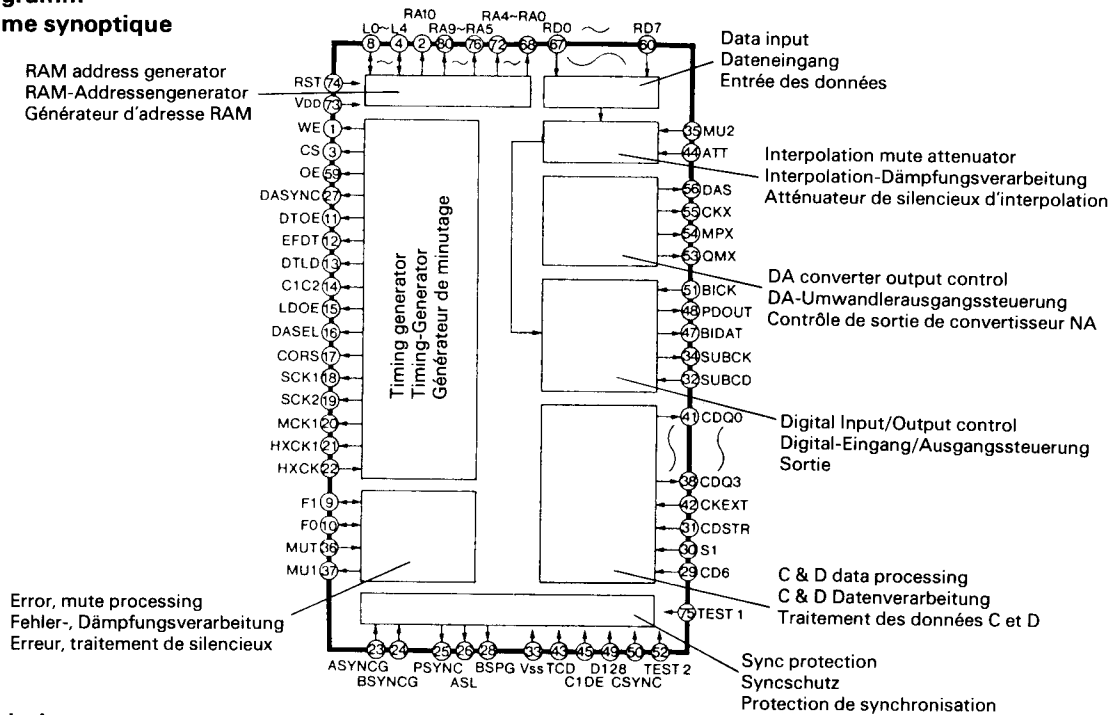 gramm
me synoptique
RA10 RA4~RA0
L0~L4 RA9~RA5 RD0 ~ RD7
8 4 2 80 76 72 68 67 60
Data input
Dateneingang
Entrée des données
RAM address generator
RAM-Addressengenerator
Générateur d'adresse RAM
RST 74
VDD 73
WE 1
CS 3
OE 59
DASYNC 27
DTOE 11
EFDT 12
DTLD 13
C1C2 14
LDOE 15
DASEL 16
CORS 17
SCK1 18
SCK2 19
MCK1 20
HXCK1 21
HXCK 22
F1 9
F0 10
MUT 36
MU1 37
Timing generator
Timing-Generator
Générateur de minutage
35 MU2
44 ATT
Interpolation mute attenuator
Interpolation-Dämpfungsverarbeitung
Atténuateur de silencieux d'interpolation
56 DAS
55 CKX
54 MPX
53 QMX
DA converter output control
DA-Umwandlerausgangssteuerung
Contrôle de sortie de convertisseur NA
51 BICK
48 PDOUT
47 BIDAT
34 SUBCK
32 SUBCD
Digital Input/Output control
Digital-Eingang/Ausgangssteuerung
Sortie
41 CDQ0
38 CDQ3
42 CKEXT
31 CDSTR
30 S1
29 CD6
C & D data processing
C & D Datenverarbeitung
Traitement des données C et D
75 TEST 1
Error, mute processing
Fehler-, Dämpfungsverarbeitung
Erreur, traitement de silencieux
23 24 25 26 28 33 43 45 49 50 52
ASYNCG PSYNC BSPG Vss TCD D128 TEST 2
BSYNCG ASL C1DE CSYNC
Sync protection
Syncschutz
Protection de synchronisation